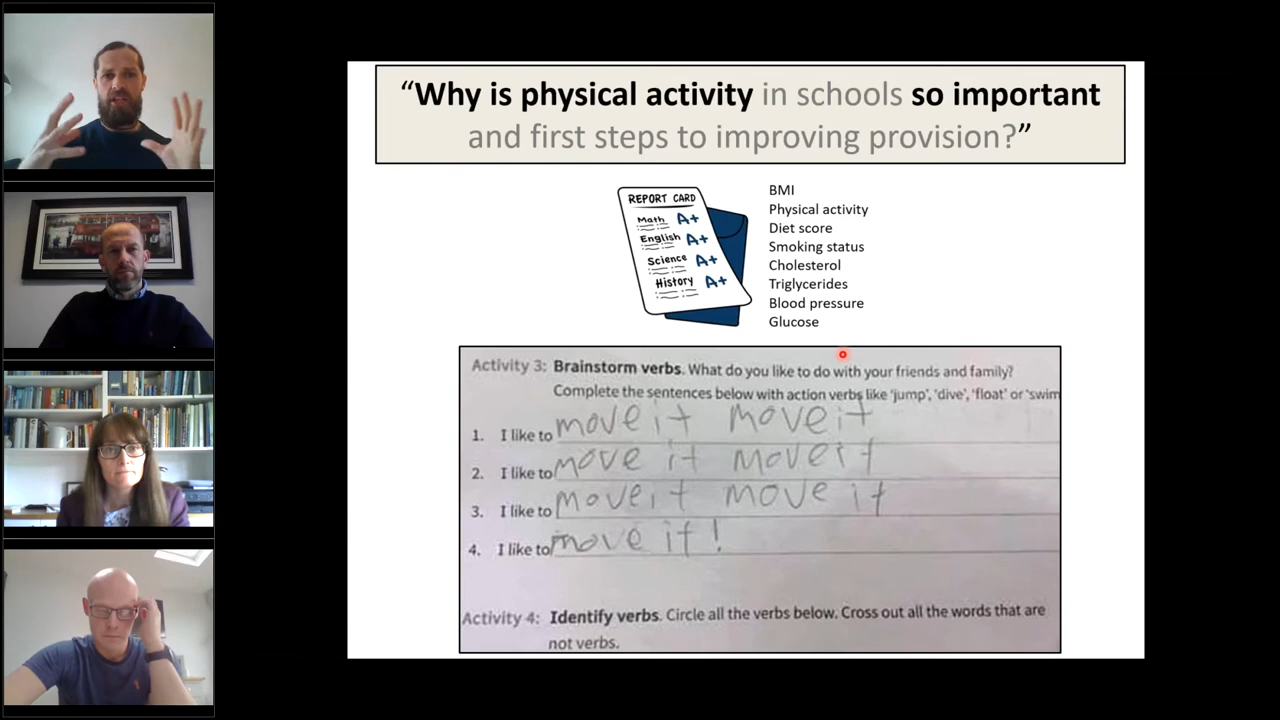 “Why is physical activity in schools so important
and first steps to improving provision?”
REPORT CARD
Math A+
English A+
Science A+
History A+
BMI
Physical activity
Diet score
Smoking status
Cholesterol
Triglycerides
Blood pressure
Glucose
Activity 3: Brainstorm verbs. What do you like to do with your friends and family?
Complete the sentences below with action verbs like 'jump', 'dive', 'float' or 'swim
1. I like to move it move it
2. I like to move it move it
3. I like to move it move it
4. I like to move it!
Activity 4: Identify verbs. Circle all the verbs below. Cross out all the words that are
not verbs.